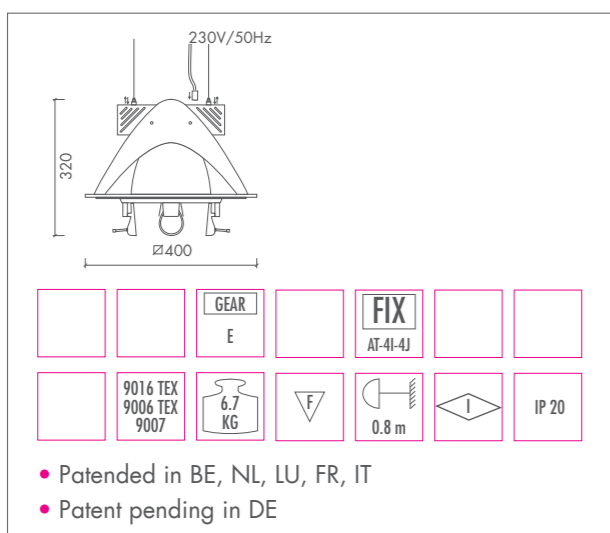 230V/50Hz
320
⌀400
GEAR
E
FIX
AT-4I-4J
9016 TEX
9006 TEX
9007
6.7
KG
F
0.8 m
I
IP 20
• Patended in BE, NL, LU, FR, IT
• Patent pending in DE